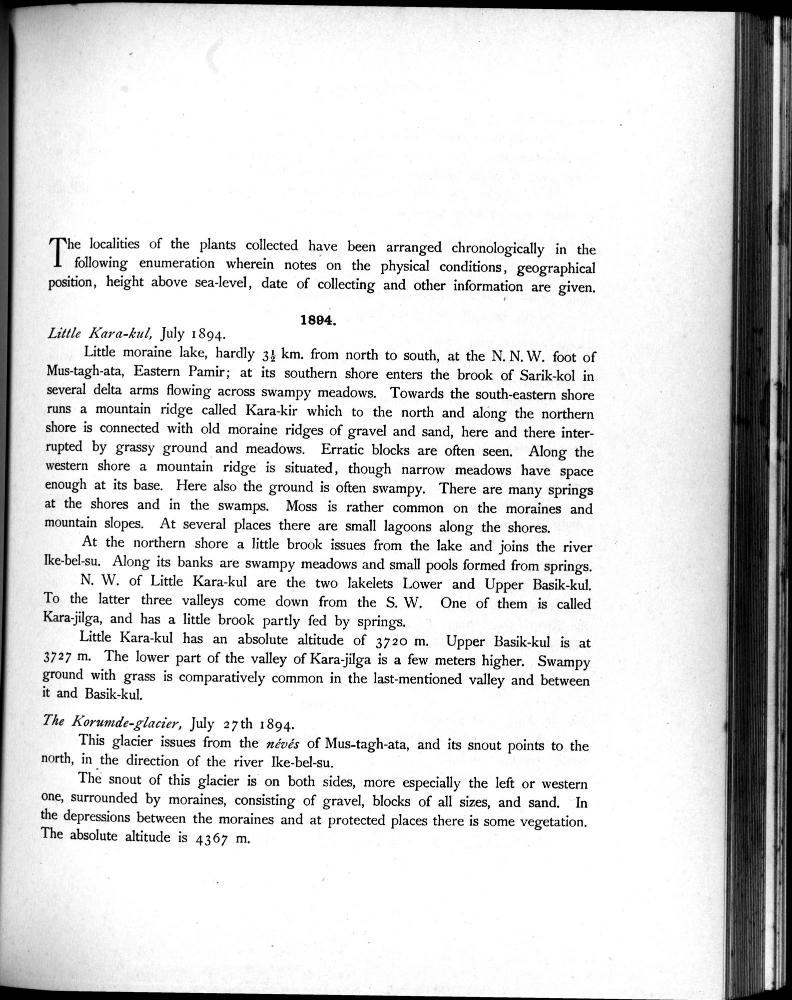 The localities of the plants collected have been arranged chronologically in the
following enumeration wherein notes on the physical conditions, geographical
position, height above sea-level, date of collecting and other information are given.
1894.
Little Kara-kul, July 1894.
Little moraine lake, hardly 3½ km. from north to south, at the N. N. W. foot of
Mus-tagh-ata, Eastern Pamir; at its southern shore enters the brook of Sarik-kol in
several delta arms flowing across swampy meadows. Towards the south-eastern shore
runs a mountain ridge called Kara-kir which to the north and along the northern
shore is connected with old moraine ridges of gravel and sand, here and there inter-
rupted by grassy ground and meadows. Erratic blocks are often seen. Along the
western shore a mountain ridge is situated, though narrow meadows have space
enough at its base. Here also the ground is often swampy. There are many springs
at the shores and in the swamps. Moss is rather common on the moraines and
mountain slopes. At several places there are small lagoons along the shores.
At the northern shore a little brook issues from the lake and joins the river
Ike-bel-su. Along its banks are swampy meadows and small pools formed from springs.
N. W. of Little Kara-kul are the two lakelets Lower and Upper Basik-kul.
To the latter three valleys come down from the S. W. One of them is called
Kara-jilga, and has a little brook partly fed by springs.
Little Kara-kul has an absolute altitude of 3720 m. Upper Basik-kul is at
3727 m. The lower part of the valley of Kara-jilga is a few meters higher. Swampy
ground with grass is comparatively common in the last-mentioned valley and between
it and Basik-kul.
The Korumde-glacier, July 27th 1894.
This glacier issues from the névés of Mus-tagh-ata, and its snout points to the
north, in the direction of the river Ike-bel-su.
The snout of this glacier is on both sides, more especially the left or western
one, surrounded by moraines, consisting of gravel, blocks of all sizes, and sand. In
the depressions between the moraines and at protected places there is some vegetation.
The absolute altitude is 4367 m.